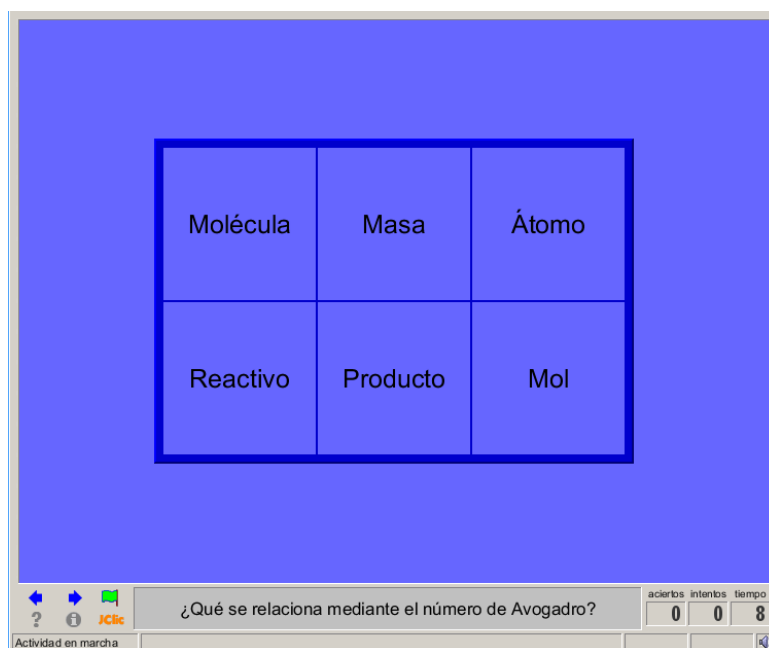 Molécula Masa Átomo
Reactivo Producto Mol
aciertos intentos tiempo
¿Qué se relaciona mediante el número de Avogadro?
0 0 8
? i JClic
Actividad en marcha